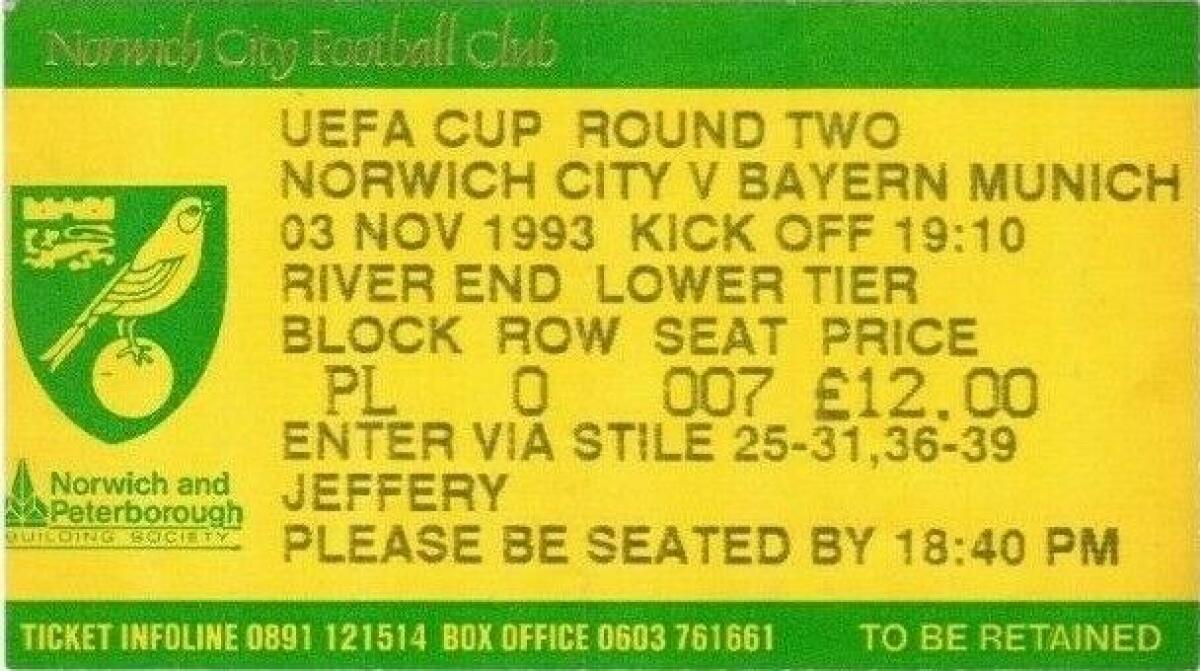 Norwich City Football Club
UEFA CUP ROUND TWO
NORWICH CITY V BAYERN MUNICH
03 NOV 1993 KICK OFF 19:10
RIVER END LOWER TIER
BLOCK ROW SEAT PRICE
PL O 007 £12.00
ENTER VIA STILE 25-31,36-39
JEFFERY
PLEASE BE SEATED BY 18:40 PM
Norwich and
Peterborough
BUILDING SOCIETY
TICKET INFOLINE 0891 121514 BOX OFFICE 0603 761661 TO BE RETAINED